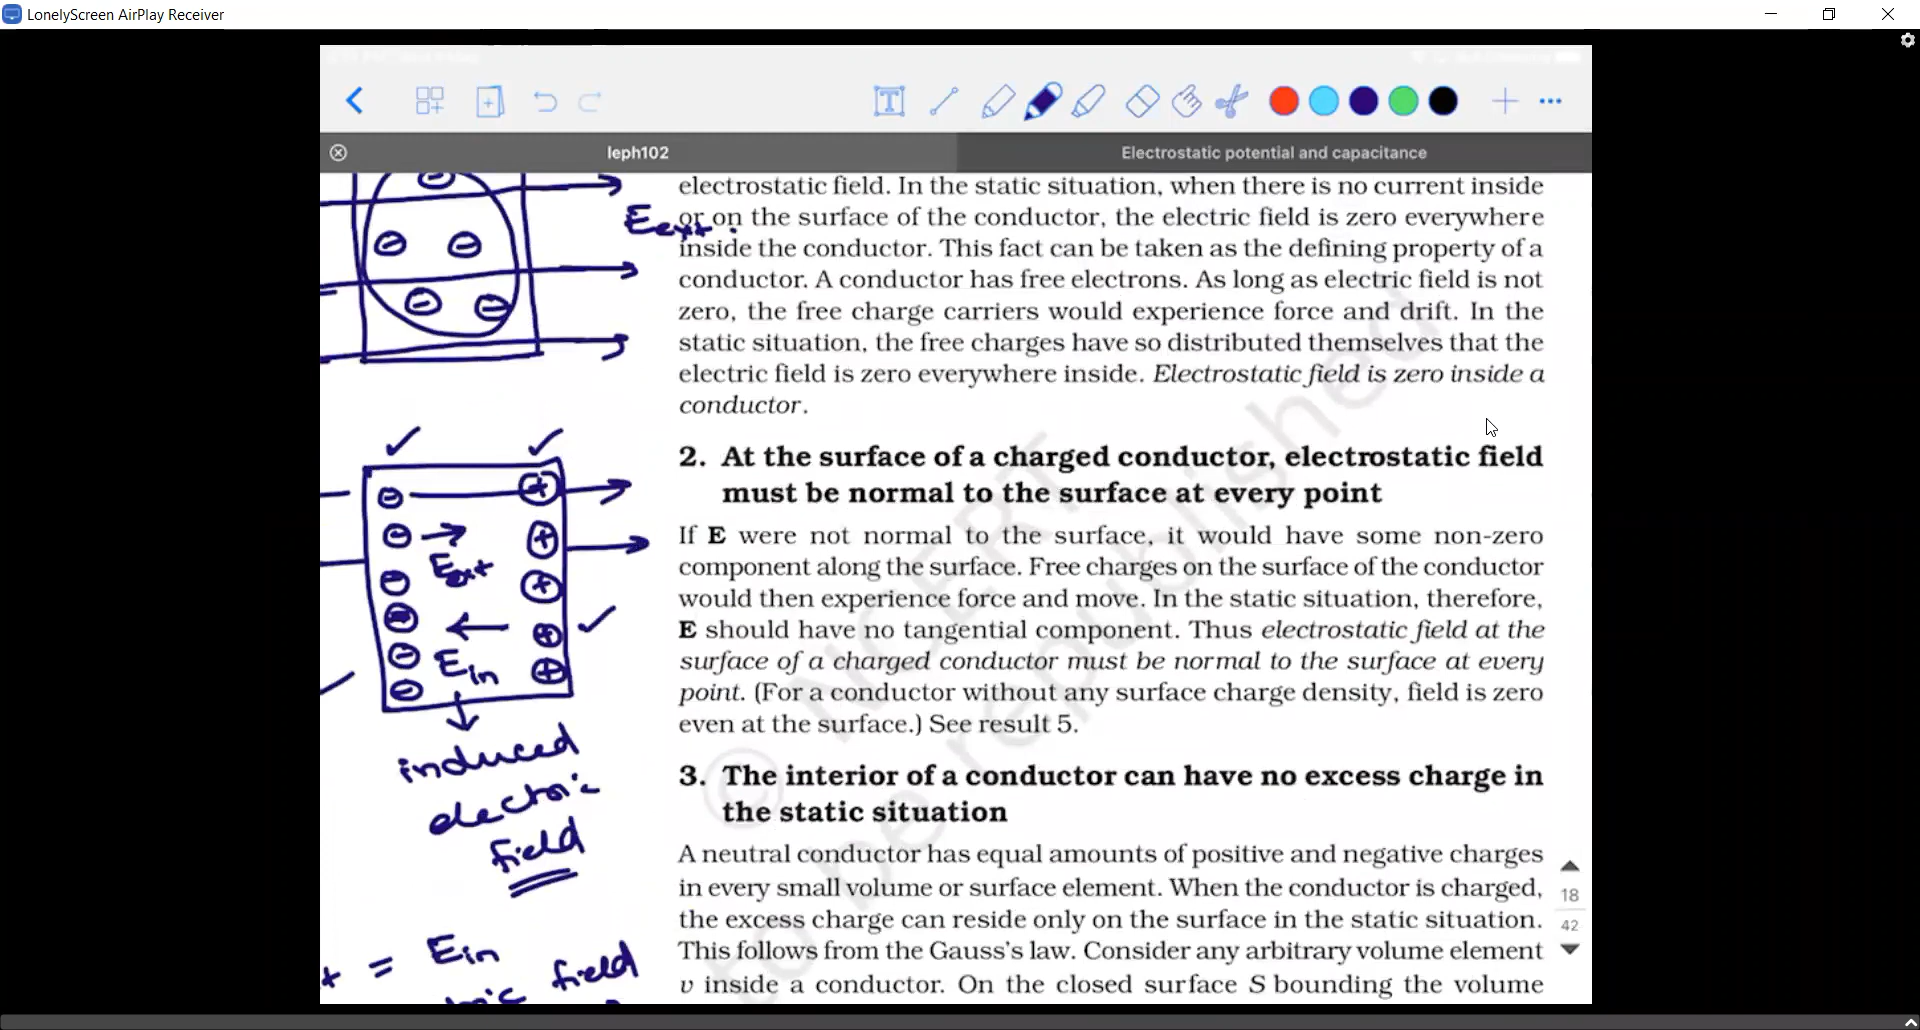 LonelyScreen AirPlay Receiver
leph102
Electrostatic potential and capacitance
electrostatic field. In the static situation, when there is no current inside
or on the surface of the conductor, the electric field is zero everywhere
inside the conductor. This fact can be taken as the defining property of a
conductor. A conductor has free electrons. As long as electric field is not
zero, the free charge carriers would experience force and drift. In the
static situation, the free charges have so distributed themselves that the
electric field is zero everywhere inside. Electrostatic field is zero inside a
conductor.
2. At the surface of a charged conductor, electrostatic field
must be normal to the surface at every point
If E were not normal to the surface, it would have some non-zero
component along the surface. Free charges on the surface of the conductor
would then experience force and move. In the static situation, therefore,
E should have no tangential component. Thus electrostatic field at the
surface of a charged conductor must be normal to the surface at every
point. (For a conductor without any surface charge density, field is zero
even at the surface.) See result 5.
3. The interior of a conductor can have no excess charge in
the static situation
A neutral conductor has equal amounts of positive and negative charges
in every small volume or surface element. When the conductor is charged,
the excess charge can reside only on the surface in the static situation.
This follows from the Gauss's law. Consider any arbitrary volume element
v inside a conductor. On the closed surface S bounding the volume
18
42
Eext.
Eext
Ein
induced
electric
field
= Ein
field
© NCERT
to be republished